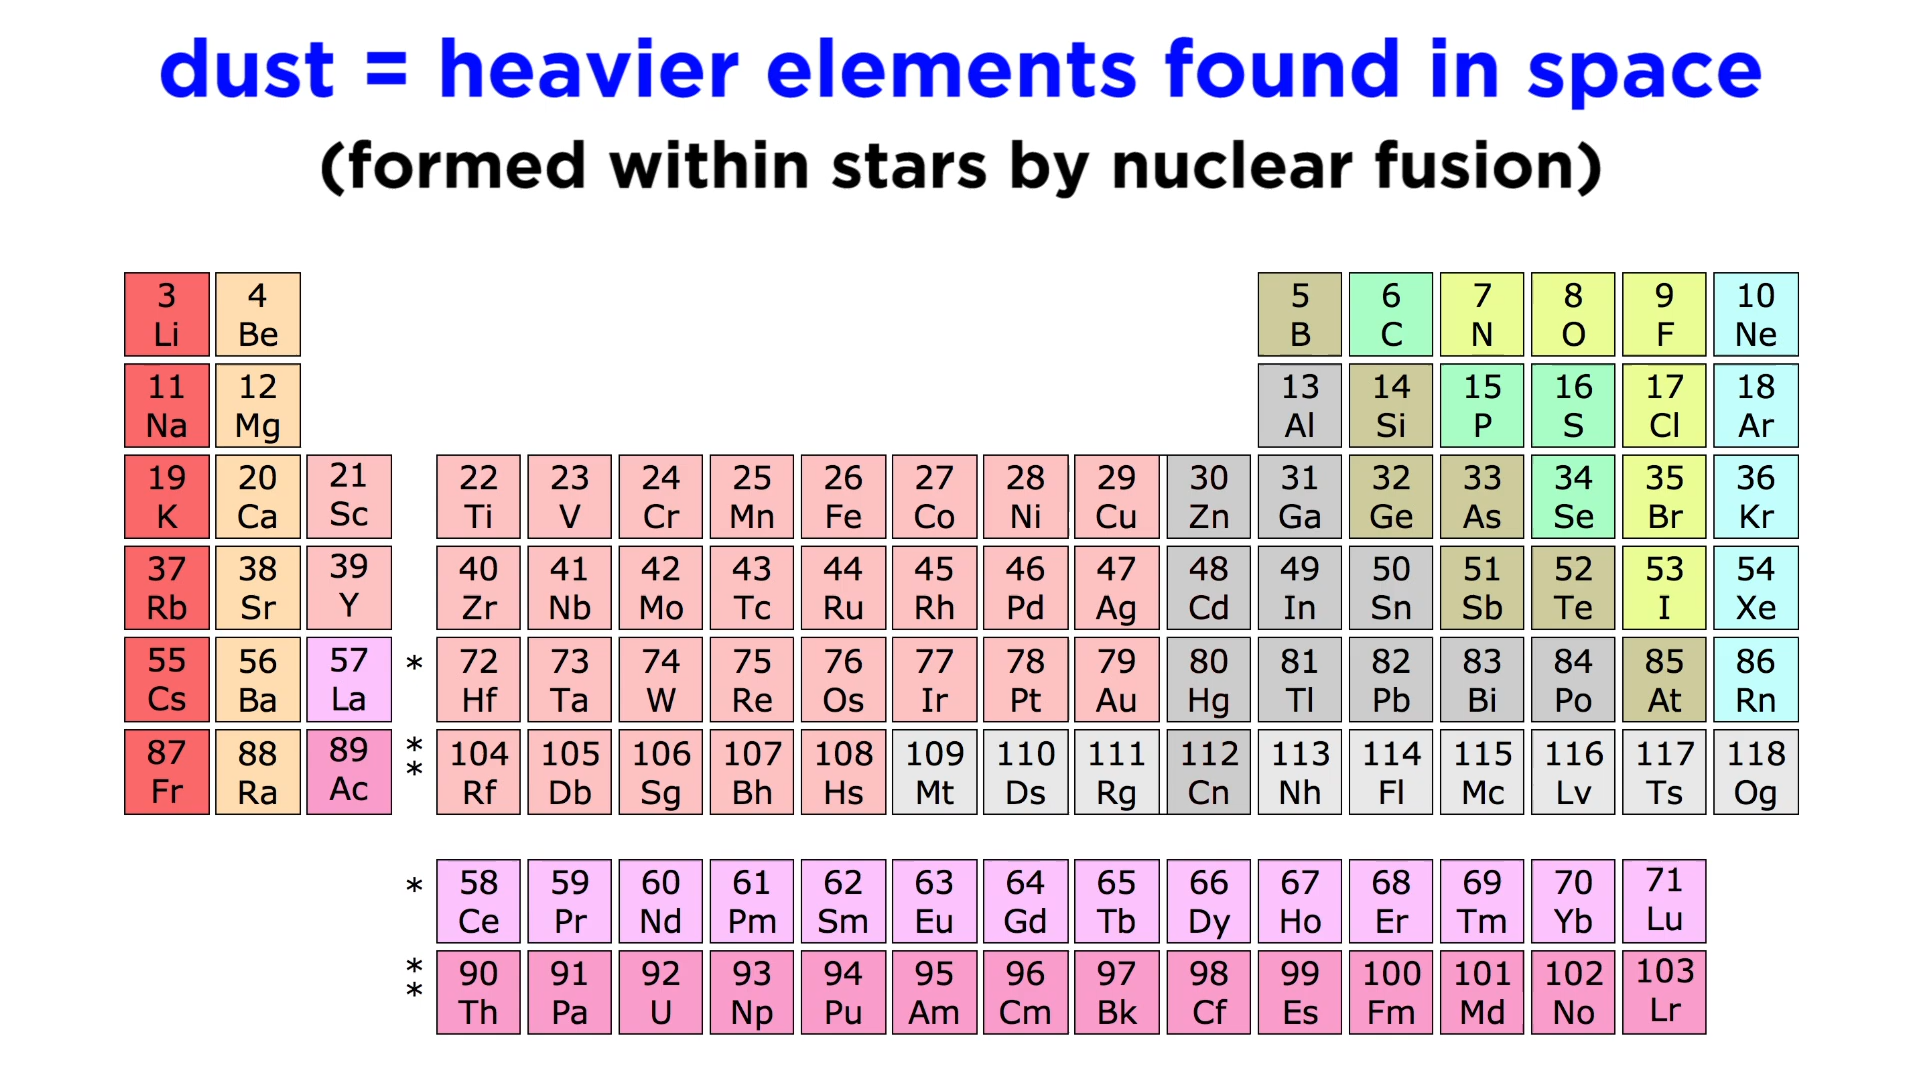 dust = heavier elements found in space
(formed within stars by nuclear fusion)
3 4 5 6 7 8 9 10
Li Be B C N O F Ne
11 12 13 14 15 16 17 18
Na Mg Al Si P S Cl Ar
19 20 21 22 23 24 25 26 27 28 29 30 31 32 33 34 35 36
K Ca Sc Ti V Cr Mn Fe Co Ni Cu Zn Ga Ge As Se Br Kr
37 38 39 40 41 42 43 44 45 46 47 48 49 50 51 52 53 54
Rb Sr Y Zr Nb Mo Tc Ru Rh Pd Ag Cd In Sn Sb Te I Xe
55 56 57 * 72 73 74 75 76 77 78 79 80 81 82 83 84 85 86
Cs Ba La Hf Ta W Re Os Ir Pt Au Hg Tl Pb Bi Po At Rn
87 88 89 * 104 105 106 107 108 109 110 111 112 113 114 115 116 117 118
Fr Ra Ac * Rf Db Sg Bh Hs Mt Ds Rg Cn Nh Fl Mc Lv Ts Og
* 58 59 60 61 62 63 64 65 66 67 68 69 70 71
Ce Pr Nd Pm Sm Eu Gd Tb Dy Ho Er Tm Yb Lu
* 90 91 92 93 94 95 96 97 98 99 100 101 102 103
* Th Pa U Np Pu Am Cm Bk Cf Es Fm Md No Lr